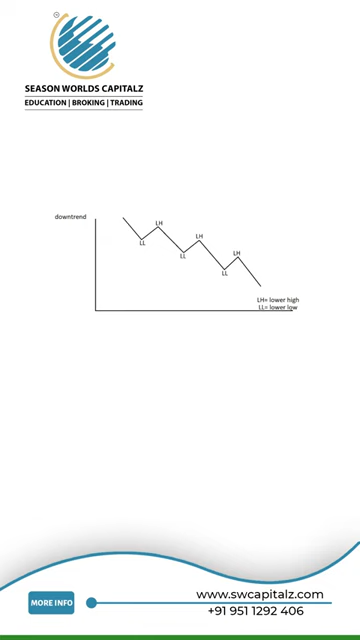 SEASON WORLDS CAPITALZ
EDUCATION | BROKING | TRADING
downtrend
LH
LL
LH
LL
LH
LL
LH= lower high
LL= lower low
MORE INFO
www.swcapitalz.com
+91 951 1292 406